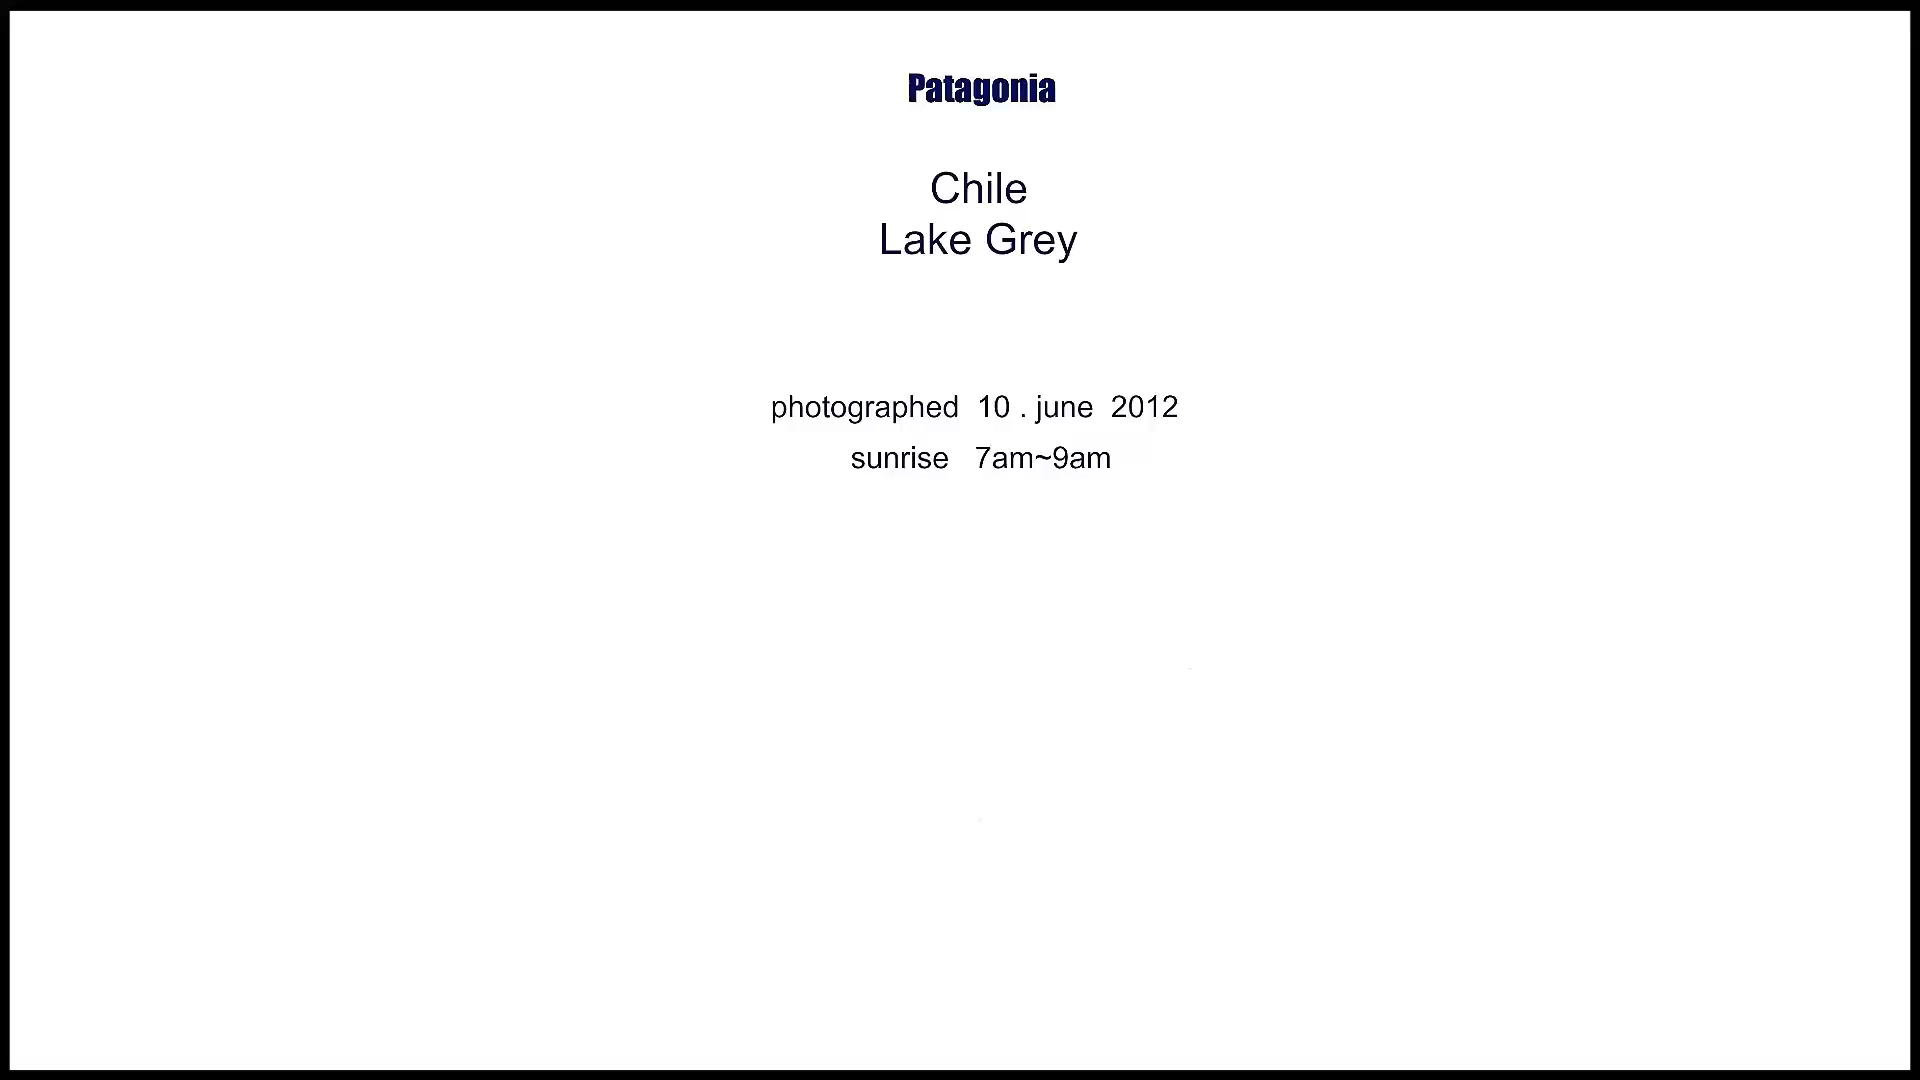 Patagonia
Chile
Lake Grey
photographed 10 . june 2012
sunrise 7am~9am